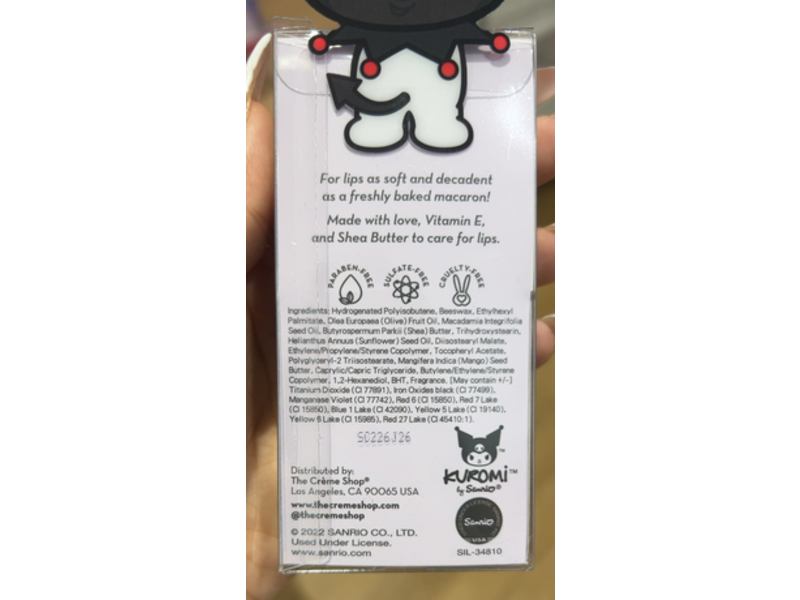 For lips as soft and decadent
as a freshly baked macaron!
Made with love, Vitamin E,
and Shea Butter to care for lips.
PARABEN-FREE
SULFATE-FREE
CRUELTY-FREE
Ingredients: Hydrogenated Polyisobutene, Beeswax, Ethylhexyl
Palmitate, Olea Europaea (Olive) Fruit Oil, Macadamia Integrifolia
Seed Oil, Butyrospermum Parkii (Shea) Butter, Trihydroxystearin,
Helianthus Annuus (Sunflower) Seed Oil, Diisostearyl Malate,
Ethylene/Propylene/Styrene Copolymer, Tocopheryl Acetate,
Polyglyceryl-2 Triisostearate, Mangifera Indica (Mango) Seed
Butter, Caprylic/Capric Triglyceride, Butylene/Ethylene/Styrene
Copolymer, 1,2-Hexanediol, BHT, Fragrance. [May contain +/-]
Titanium Dioxide (CI 77891), Iron Oxides black (CI 77499),
Manganese Violet (CI 77742), Red 6 (CI 15850), Red 7 Lake
(CI 15850), Blue 1 Lake (CI 42090), Yellow 5 Lake (CI 19140),
Yellow 6 Lake (CI 15985), Red 27 Lake (CI 45410:1).
SC226J26
Distributed by:
The Crème Shop®
Los Angeles, CA 90065 USA
www.thecremeshop.com
@thecremeshop
© 2022 SANRIO CO., LTD.
Used Under License.
www.sanrio.com
KUROMI™
by Sanrio®
Sanrio
USA
SIL-34810